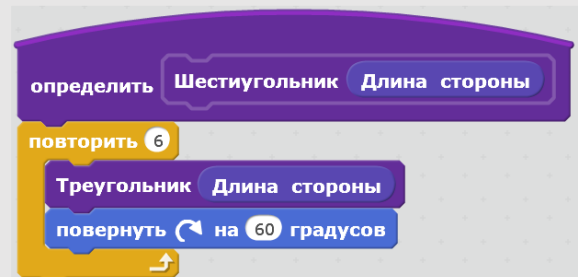 определить Шестиугольник Длина стороны
повторить 6
Треугольник Длина стороны
повернуть на 60 градусов